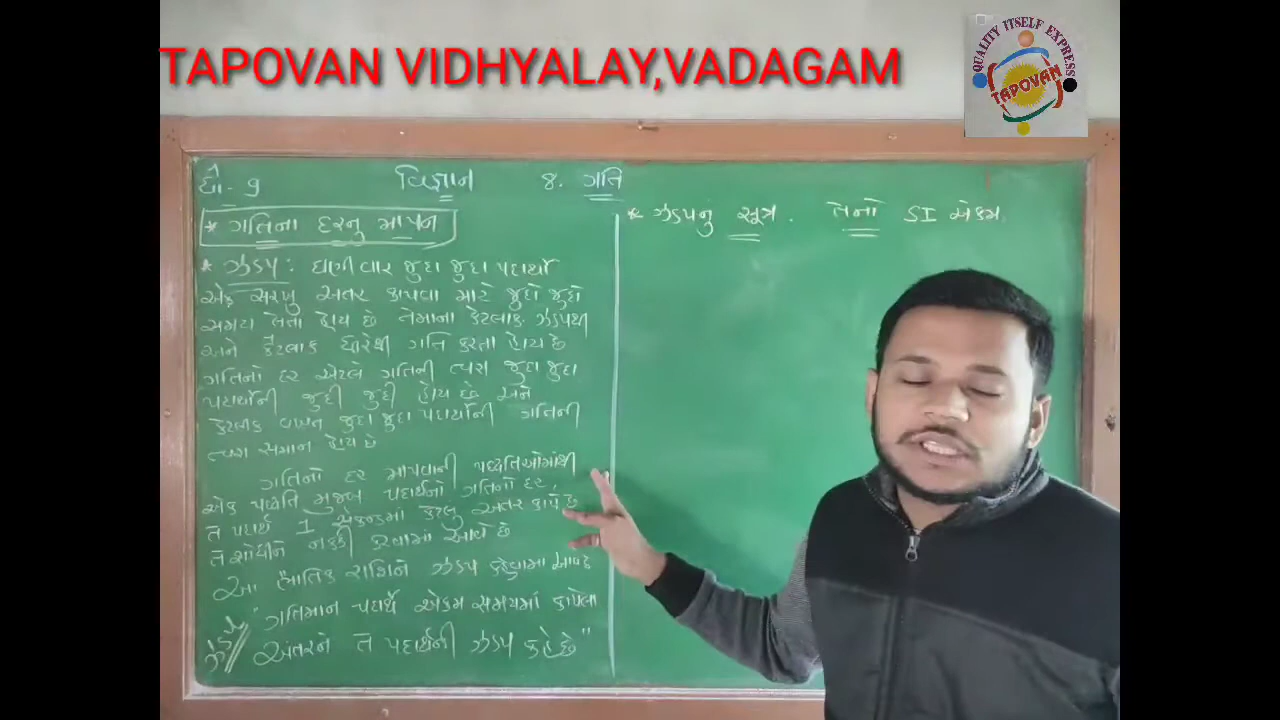 TAPOVAN VIDHYALAY,VADAGAM
QUALITY ITSELF EXPRESS
TAPOVAN
ધો - 9 વિજ્ઞાન 8. ગતિ
* ગતિના દરનુ માપન
* ઝડપ : ઘણીવાર જુદા જુદા પદાર્થો
એક સરખુ અંતર કાપવા માટે જુદો જુદો
સમય લેતા હોય છે તેમાના કેટલાક ઝડપથી
અને કેટલાક ધીરેથી ગતિ કરતા હોય છે
ગતિનો દર એટલે ગતિની ત્વરા જુદા જુદા
પદાર્થોની જુદી જુદી હોય છે અને
કેટલીક વખત જુદા જુદા પદાર્થોની ગતિની
ત્વરા સમાન હોય છે
ગતિનો દર માપવાની પધ્ધતિઓમાંથી
એક પધ્ધતિ મુજબ પદાર્થનો ગતિનો દર,
તે પદાર્થ 1 સેકન્ડમાં કેટલુ અંતર કાપે છે
તે શોધીને નક્કી કરવામા આવે છે
આ ભૌતિક રાશિને ઝડપ કહેવામા આવે છે
ઝડપ "ગતિમાન પદાર્થે એકમ સમયમાં કાપેલા
અંતરને તે પદાર્થની ઝડપ કહે છે"
* ઝડપનું સૂત્ર. તેનો SI એકમ.